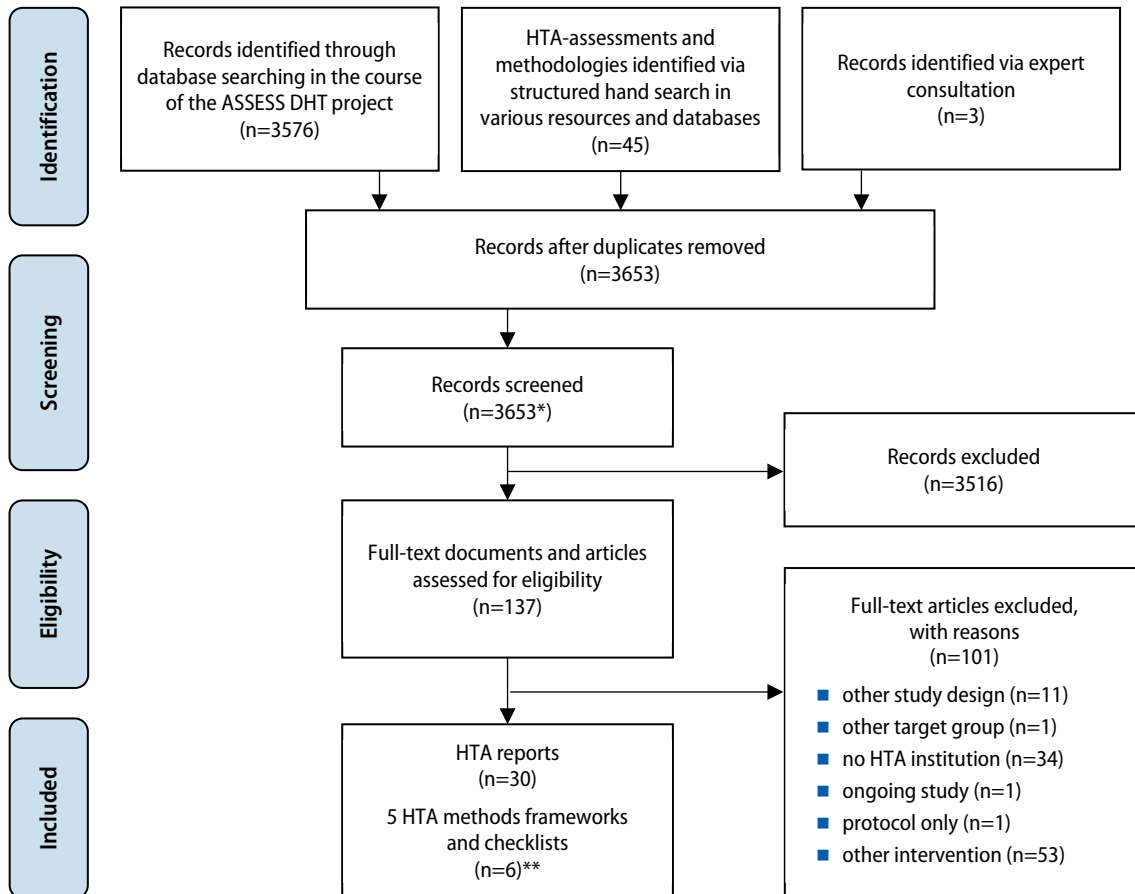 Identification
Records identified through
database searching in the course
of the ASSESS DHT project
(n=3576)
HTA-assessments and
methodologies identified via
structured hand search in
various resources and databases
(n=45)
Records identified via expert
consultation
(n=3)
Records after duplicates removed
(n=3653)
Screening
Records screened
(n=3653*)
Records excluded
(n=3516)
Eligibility
Full-text documents and articles
assessed for eligibility
(n=137)
Full-text articles excluded,
with reasons
(n=101)
other study design (n=11)
other target group (n=1)
no HTA institution (n=34)
ongoing study (n=1)
protocol only (n=1)
other intervention (n=53)
Included
HTA reports
(n=30)
5 HTA methods frameworks
and checklists
(n=6)**